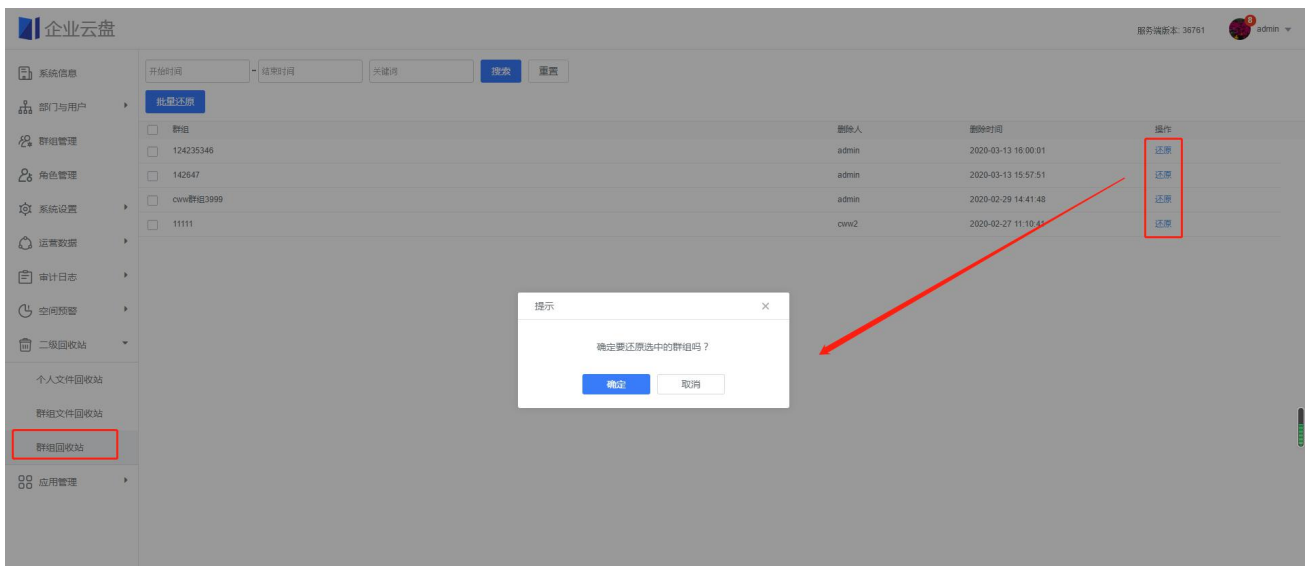 企业云盘
服务端版本: 36761
8
admin
系统信息
部门与用户
群组管理
角色管理
系统设置
运营数据
审计日志
空间预警
二级回收站
个人文件回收站
群组文件回收站
群组回收站
应用管理
开始时间 - 结束时间 关键词 搜索 重置
批量还原
群组 删除人 删除时间 操作
124235346 admin 2020-03-13 16:00:01 还原
142647 admin 2020-03-13 15:57:51 还原
cww群组3999 admin 2020-02-29 14:41:48 还原
11111 cww2 2020-02-27 11:10:41 还原
提示 ×
确定要还原选中的群组吗？
确定 取消